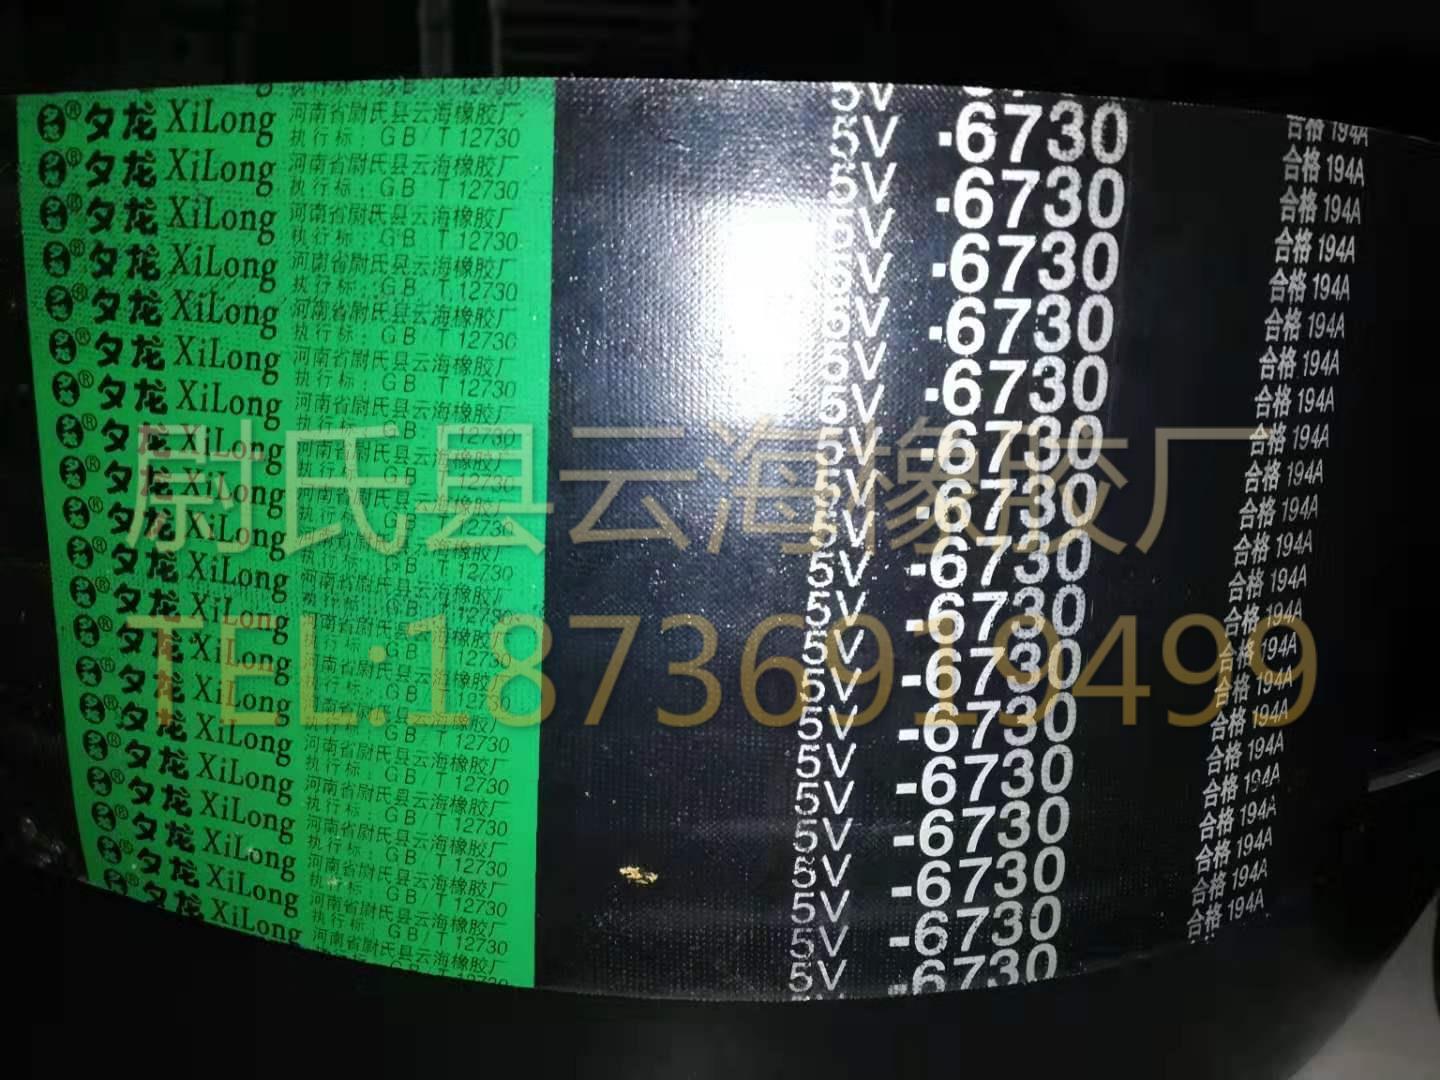 夕龙 XiLong 河南省尉氏县云海橡胶厂 执行标:GB/T 12730
5V -6730 合格 194A
尉氏县云海橡胶厂
TEL:18736919499